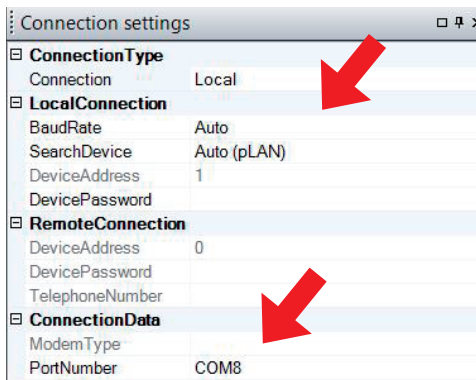 Connection settings
ConnectionType
Connection Local
LocalConnection
BaudRate Auto
SearchDevice Auto (pLAN)
DeviceAddress 1
DevicePassword
RemoteConnection
DeviceAddress 0
DevicePassword
TelephoneNumber
ConnectionData
ModemType
PortNumber COM8